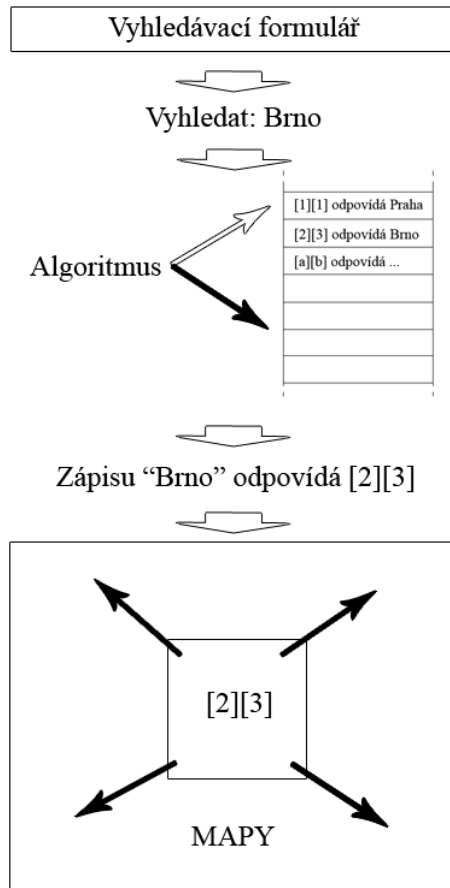 Vyhledávací formulář
Vyhledat: Brno
[1][1] odpovídá Praha
[2][3] odpovídá Brno
Algoritmus
[a][b] odpovídá ...
Zápisu “Brno” odpovídá [2][3]
[2][3]
MAPY